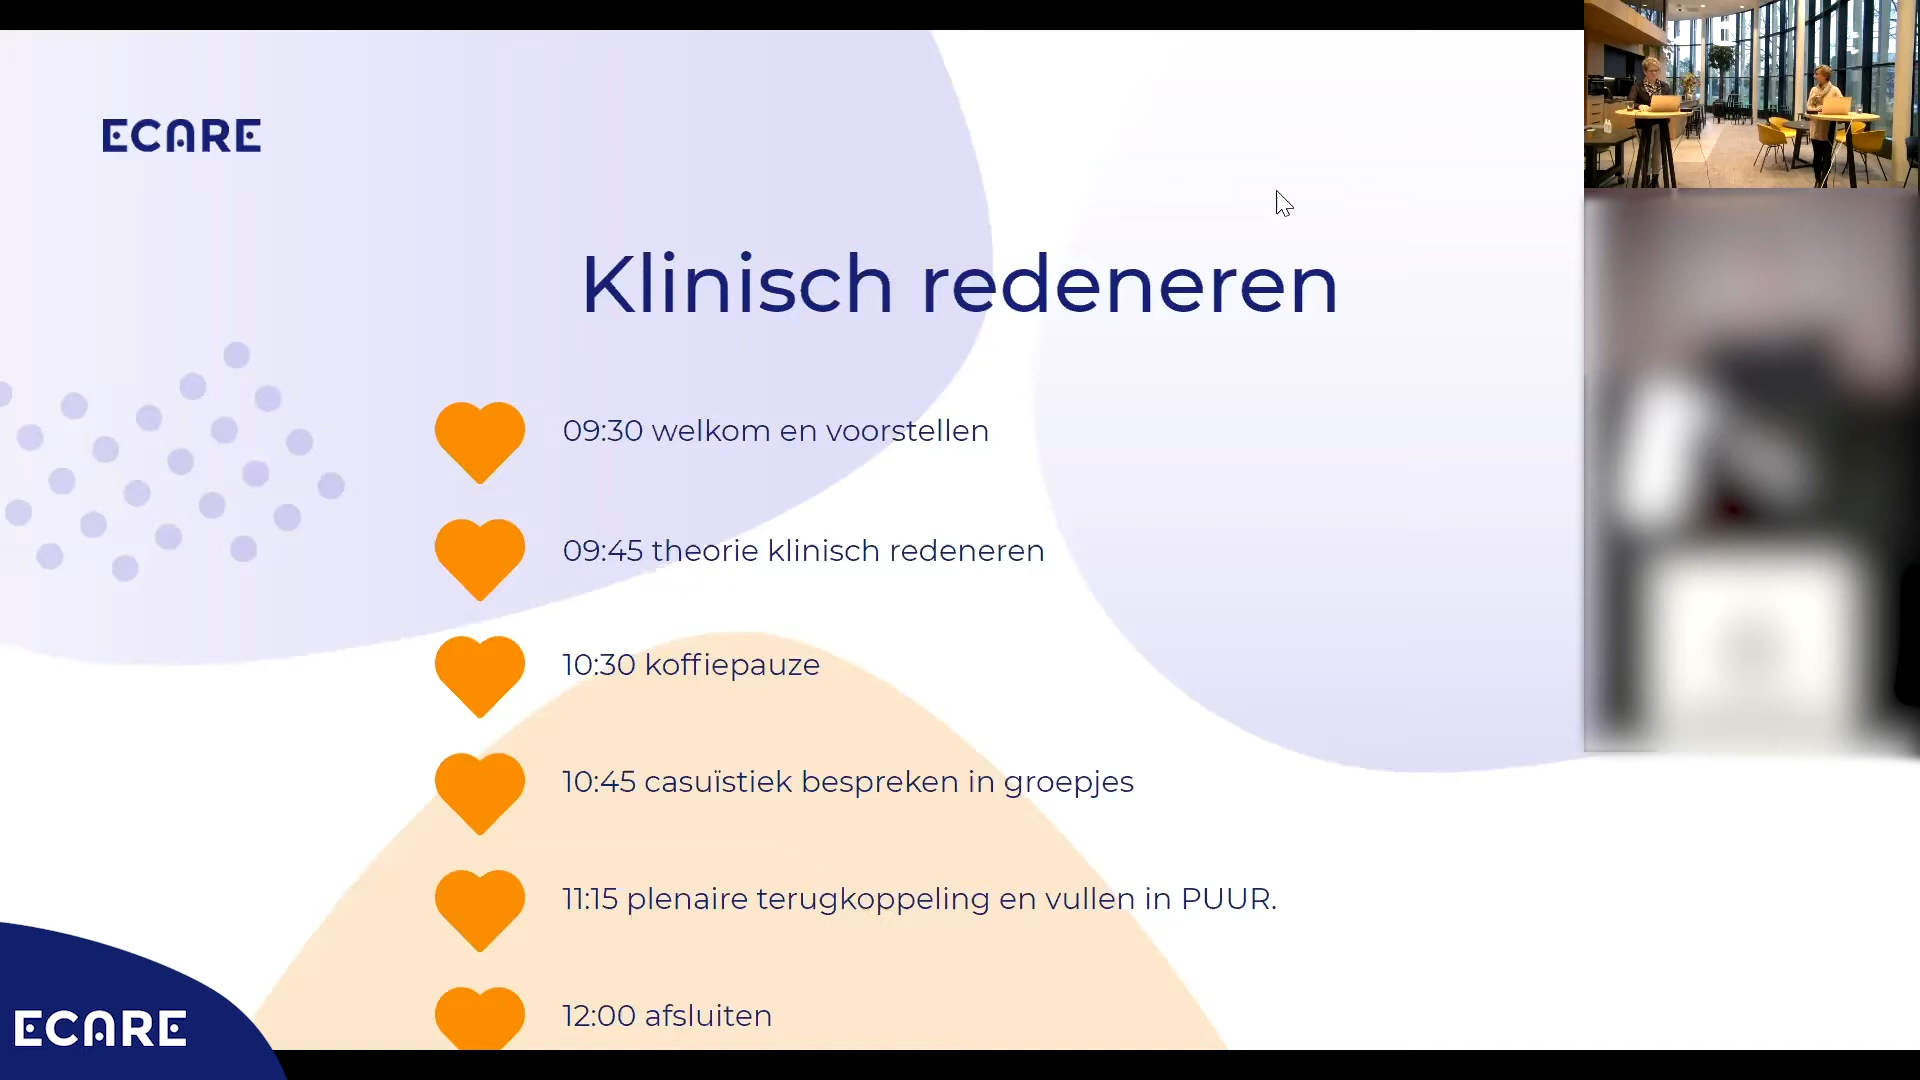 ECARE
Klinisch redeneren
09:30 welkom en voorstellen
09:45 theorie klinisch redeneren
10:30 koffiepauze
10:45 casuïstiek bespreken in groepjes
11:15 plenaire terugkoppeling en vullen in PUUR.
12:00 afsluiten
ECARE